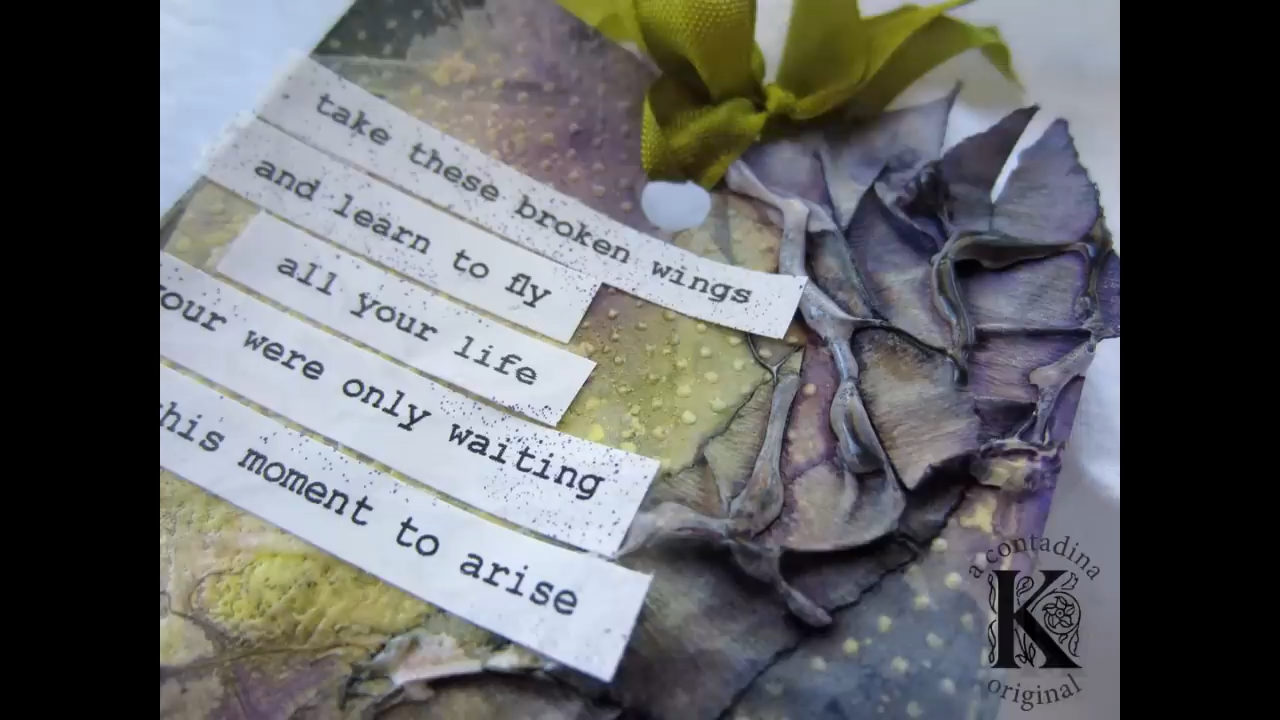 take these broken wings
and learn to fly
all your life
our were only waiting
his moment to arise
a contadina
K
original